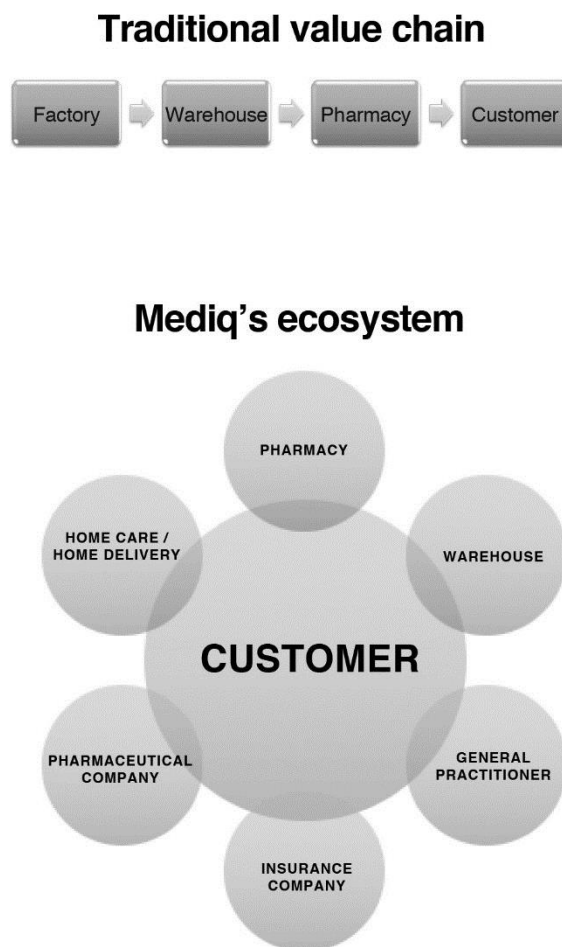 Traditional value chain
Factory
Warehouse
Pharmacy
Customer
Mediq's ecosystem
PHARMACY
HOME CARE /
HOME DELIVERY
WAREHOUSE
CUSTOMER
PHARMACEUTICAL
COMPANY
GENERAL
PRACTITIONER
INSURANCE
COMPANY